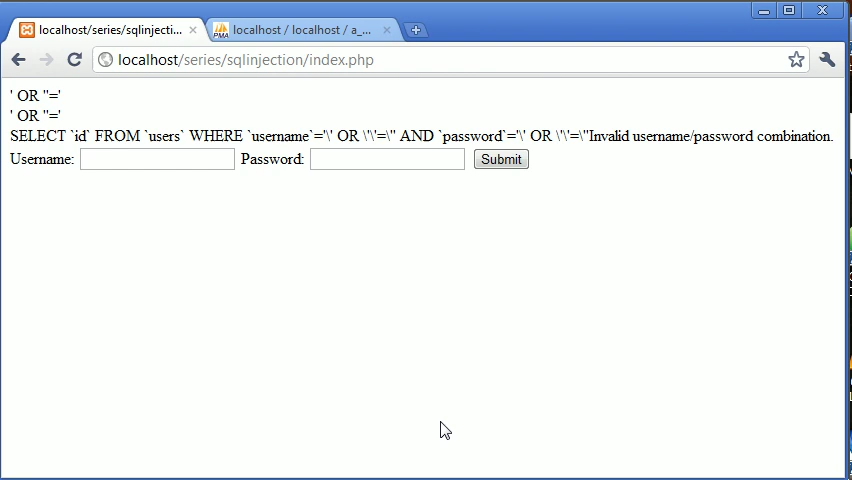 localhost/series/sqlinjecti...
localhost / localhost / a_...
localhost/series/sqlinjection/index.php
' OR ''='
' OR ''='
SELECT `id` FROM `users` WHERE `username`='\' OR \'\'=\'' AND `password`='\' OR \'\'=\''Invalid username/password combination.
Username: Password: Submit